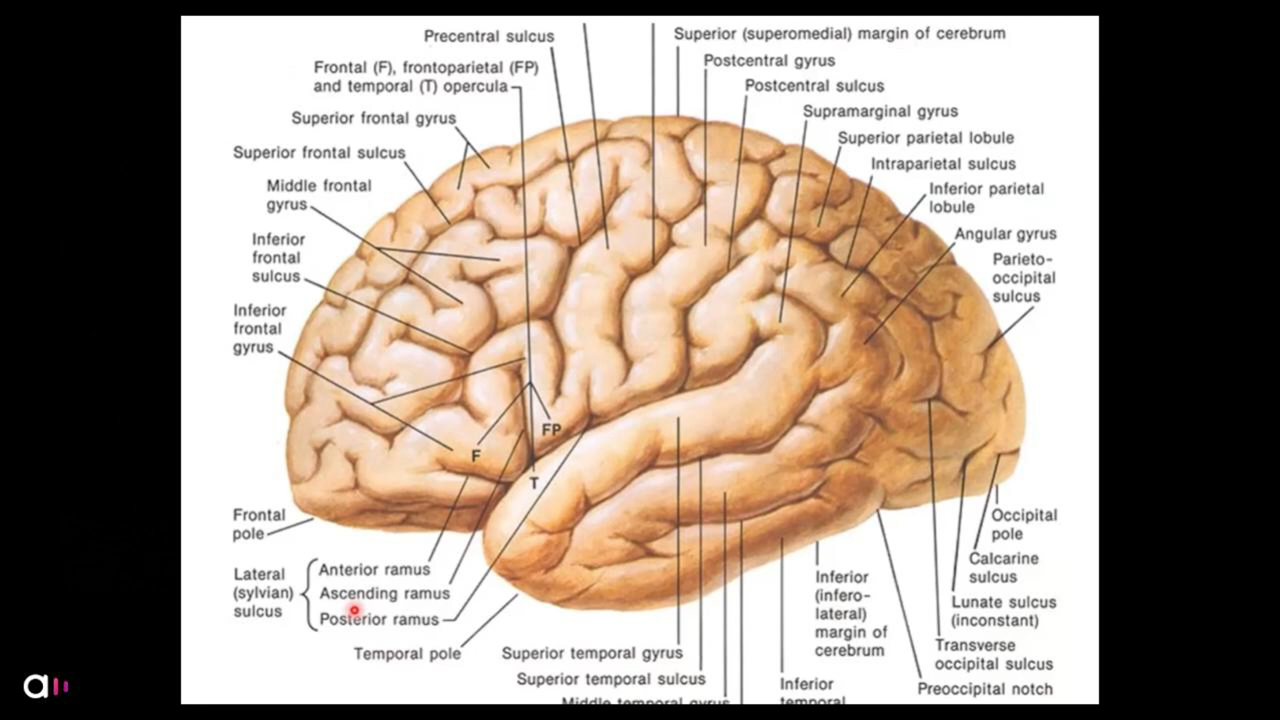 Precentral sulcus
Superior (superomedial) margin of cerebrum
Frontal (F), frontoparietal (FP)
and temporal (T) opercula
Postcentral gyrus
Postcentral sulcus
Superior frontal gyrus
Supramarginal gyrus
Superior parietal lobule
Superior frontal sulcus
Intraparietal sulcus
Middle frontal
gyrus
Inferior parietal
lobule
Inferior
frontal
sulcus
Angular gyrus
Parieto-
occipital
sulcus
Inferior
frontal
gyrus
F
FP
T
Frontal
pole
Occipital
pole
Lateral
(sylvian)
sulcus
Anterior ramus
Ascending ramus
Posterior ramus
Calcarine
sulcus
Inferior
(infero-
lateral)
margin of
cerebrum
Lunate sulcus
(inconstant)
Temporal pole
Superior temporal gyrus
Transverse
occipital sulcus
Superior temporal sulcus
Preoccipital notch
Middle temporal gyrus
Inferior
temporal
a